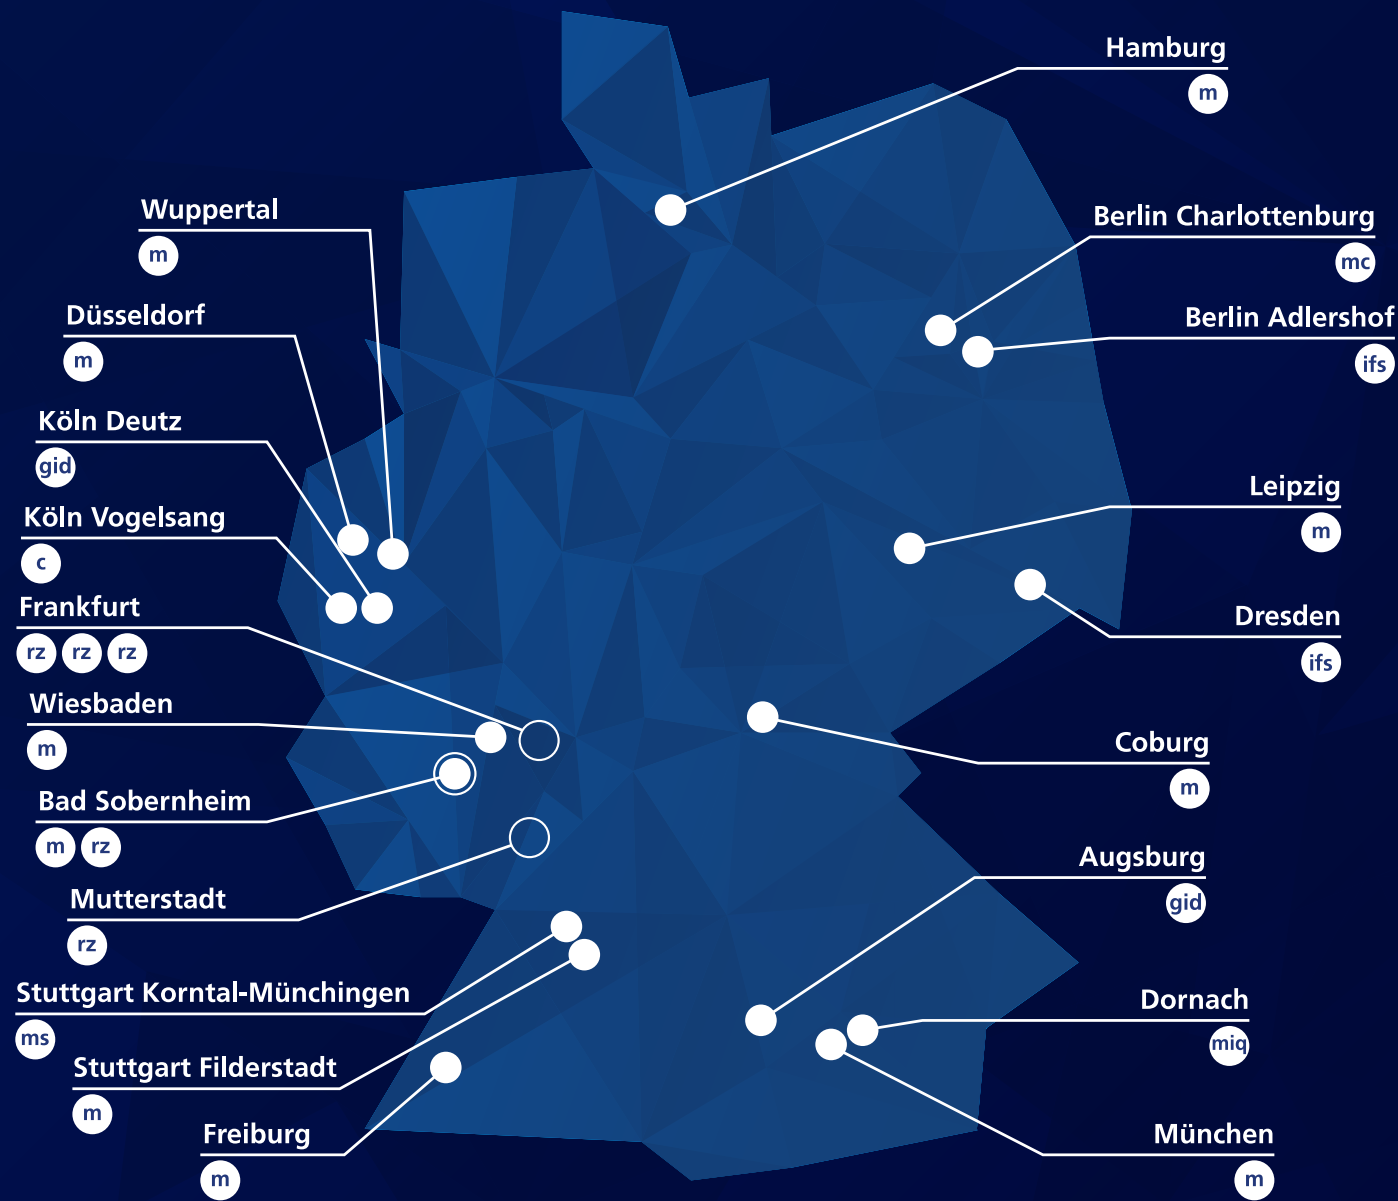 Hamburg
m
Wuppertal
m
Berlin Charlottenburg
mc
Düsseldorf
m
Berlin Adlershof
ifs
Köln Deutz
gid
Leipzig
m
Köln Vogelsang
c
Frankfurt
rz rz rz
Dresden
ifs
Wiesbaden
m
Coburg
m
Bad Sobernheim
m rz
Augsburg
gid
Mutterstadt
rz
Stuttgart Korntal-Münchingen
ms
Dornach
miq
Stuttgart Filderstadt
m
Freiburg
m
München
m